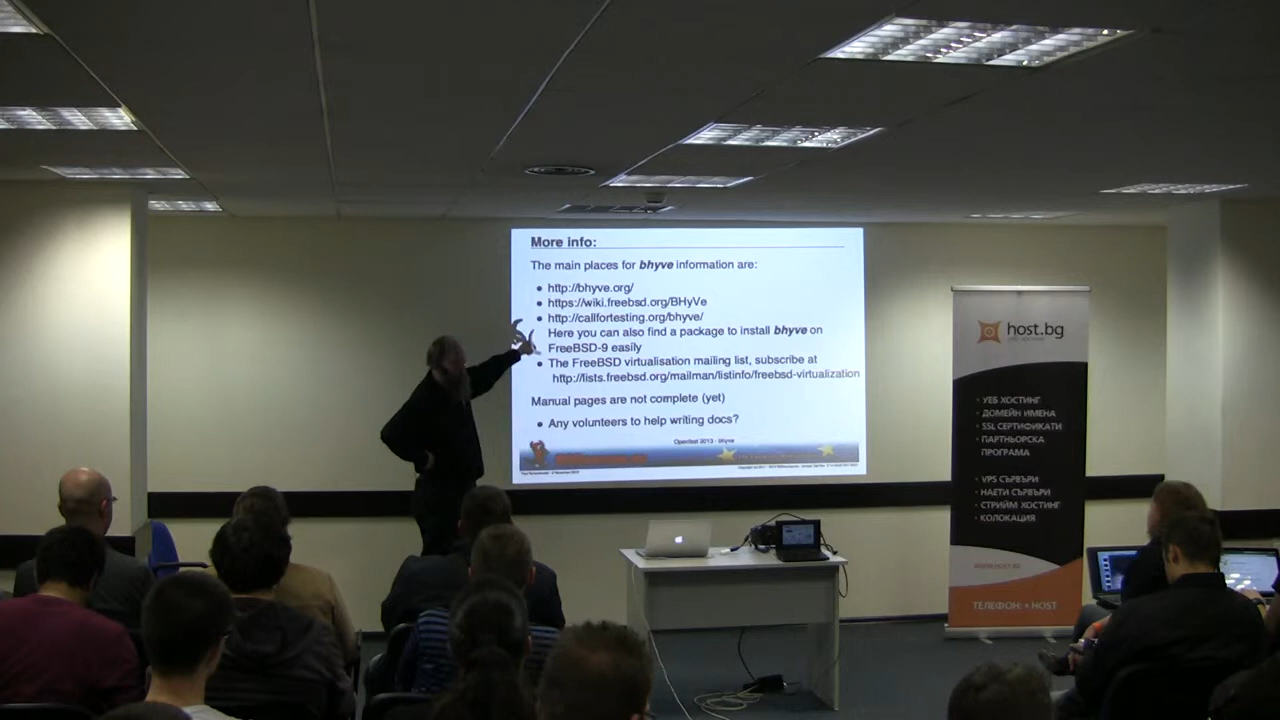 More info:
The main places for bhyve information are:
• http://bhyve.org/
• https://wiki.freebsd.org/BHyVe
• http://callfortesting.org/bhyve/
Here you can also find a package to install bhyve on
FreeBSD-9 easily
• The FreeBSD virtualisation mailing list, subscribe at
http://lists.freebsd.org/mailman/listinfo/freebsd-virtualization
Manual pages are not complete (yet)
• Any volunteers to help writing docs?
Openfest 2013 - bhyve
host.bg
• УЕБ ХОСТИНГ
• ДОМЕЙН ИМЕНА
• SSL СЕРТИФИКАТИ
• ПАРТНЬОРСКА
ПРОГРАМА
• VPS СЪРВЪРИ
• НАЕТИ СЪРВЪРИ
• СТРИЙМ ХОСТИНГ
• КОЛОКАЦИЯ
WWW.HOST.BG
ТЕЛЕФОН: • HOST